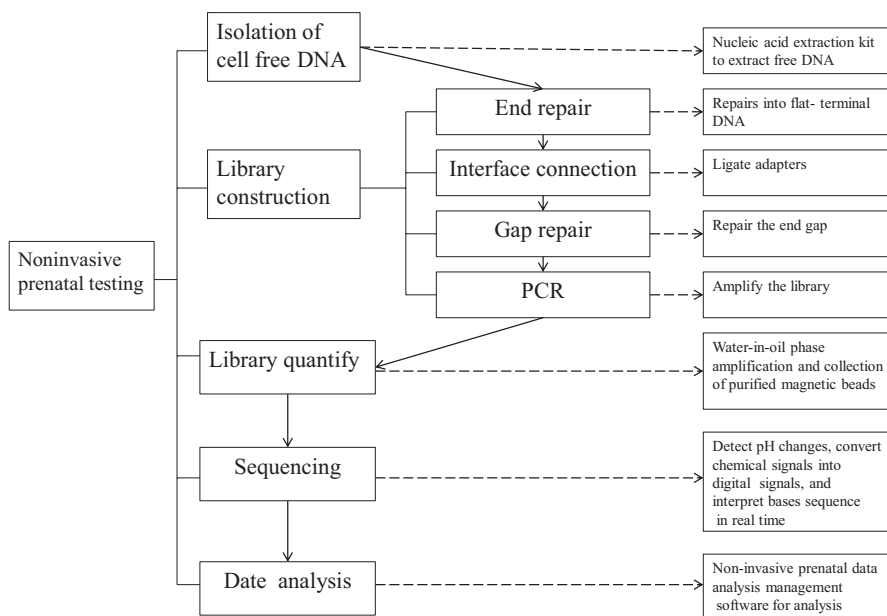 Isolation of
cell free DNA
Nucleic acid extraction kit
to extract free DNA
End repair
Repairs into flat- terminal
DNA
Library
construction
Interface connection
Ligate adapters
Gap repair
Repair the end gap
Noninvasive
prenatal testing
PCR
Amplify the library
Library quantify
Water-in-oil phase
amplification and collection
of purified magnetic beads
Sequencing
Detect pH changes, convert
chemical signals into
digital signals, and
interpret bases sequence
in real time
Date analysis
Non-invasive prenatal data
analysis management
software for analysis